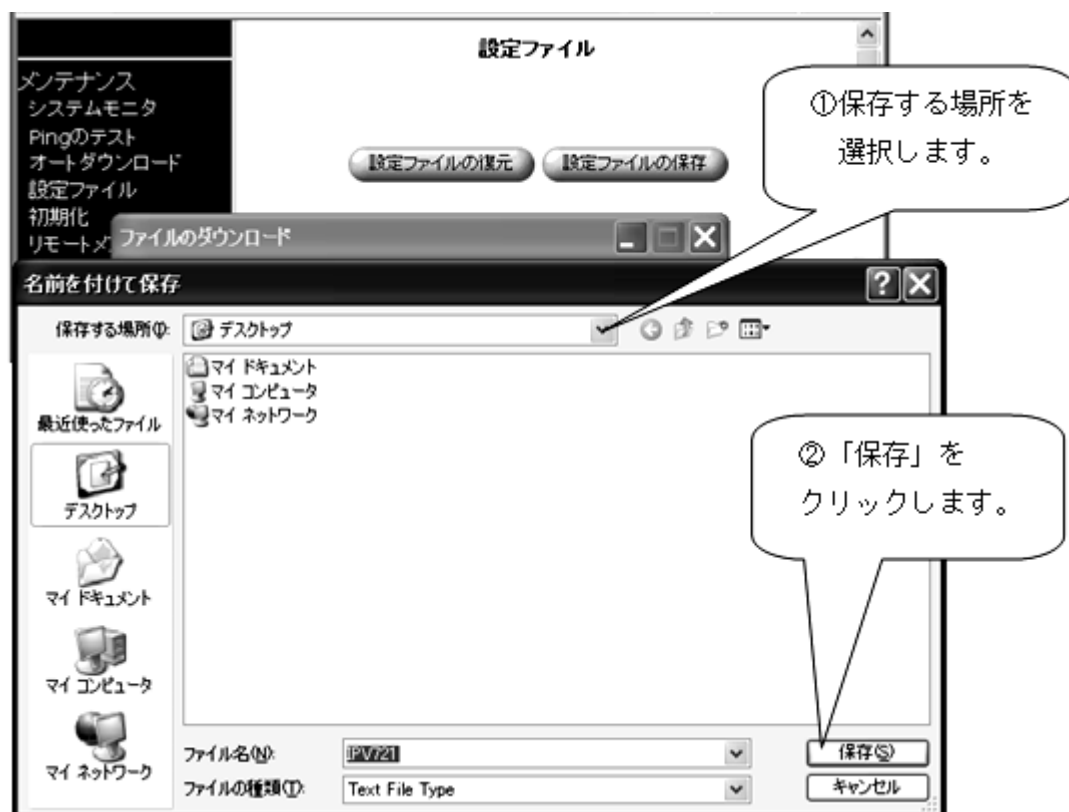 設定ファイル
メンテナンス
システムモニタ
Pingのテスト
オートダウンロード
設定ファイル
初期化
リモートメ
設定ファイルの復元
設定ファイルの保存
①保存する場所を
選択します。
ファイルのダウンロード
名前を付けて保存
保存する場所(I):
デスクトップ
マイ ドキュメント
マイ コンピュータ
マイ ネットワーク
最近使ったファイル
デスクトップ
マイ ドキュメント
マイ コンピュータ
マイ ネットワーク
②「保存」を
クリックします。
ファイル名(N):
IPV721
保存(S)
ファイルの種類(T):
Text File Type
キャンセル